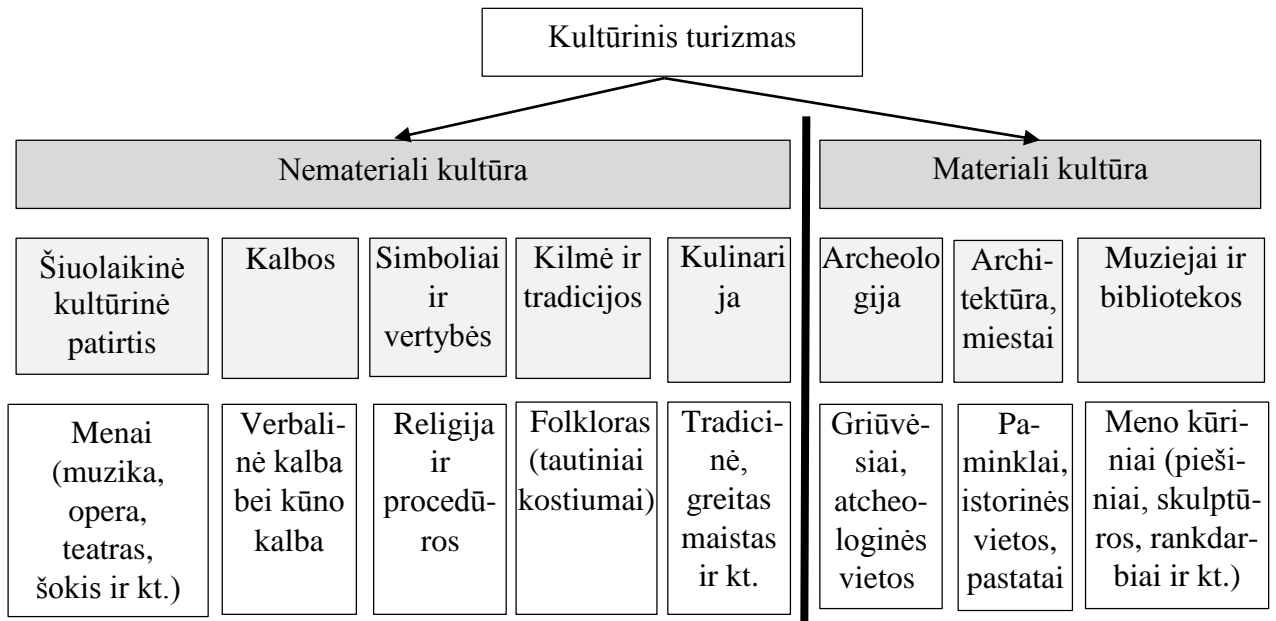 Kultūrinis turizmas
Nemateriali kultūra
Materiali kultūra
Šiuolaikinė
kultūrinė
patirtis
Kalbos
Simboliai
ir
vertybės
Kilmė ir
tradicijos
Kulinari
ja
Archeolo
gija
Archi-
tektūra,
miestai
Muziejai ir
bibliotekos
Menai
(muzika,
opera,
teatras,
šokis ir kt.)
Verbali-
nė kalba
bei kūno
kalba
Religija
ir
procedū-
ros
Folkloras
(tautiniai
kostiumai)
Tradici-
nė,
greitas
maistas
ir kt.
Griūvė-
siai,
atcheo-
loginės
vietos
Pa-
minklai,
istorinės
vietos,
pastatai
Meno kūri-
niai (pieši-
niai, skulptū-
ros, rankdar-
biai ir kt.)